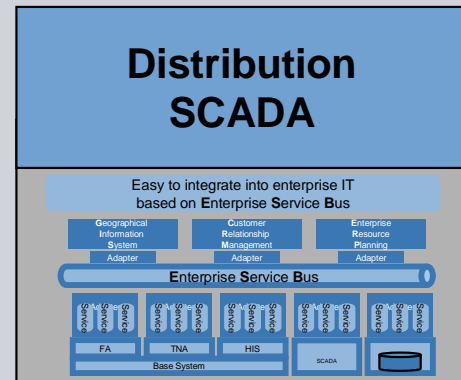 Distribution
SCADA
Easy to integrate into enterprise IT
based on Enterprise Service Bus
Geographical
Information
System
Customer
Relationship
Management
Enterprise
Resource
Planning
Adapter
Adapter
Adapter
Enterprise Service Bus
Service Service Service
Service Service Service
Service Service Service
Service Service Service
Service Service Service
FA
TNA
HIS
SCADA
Base System